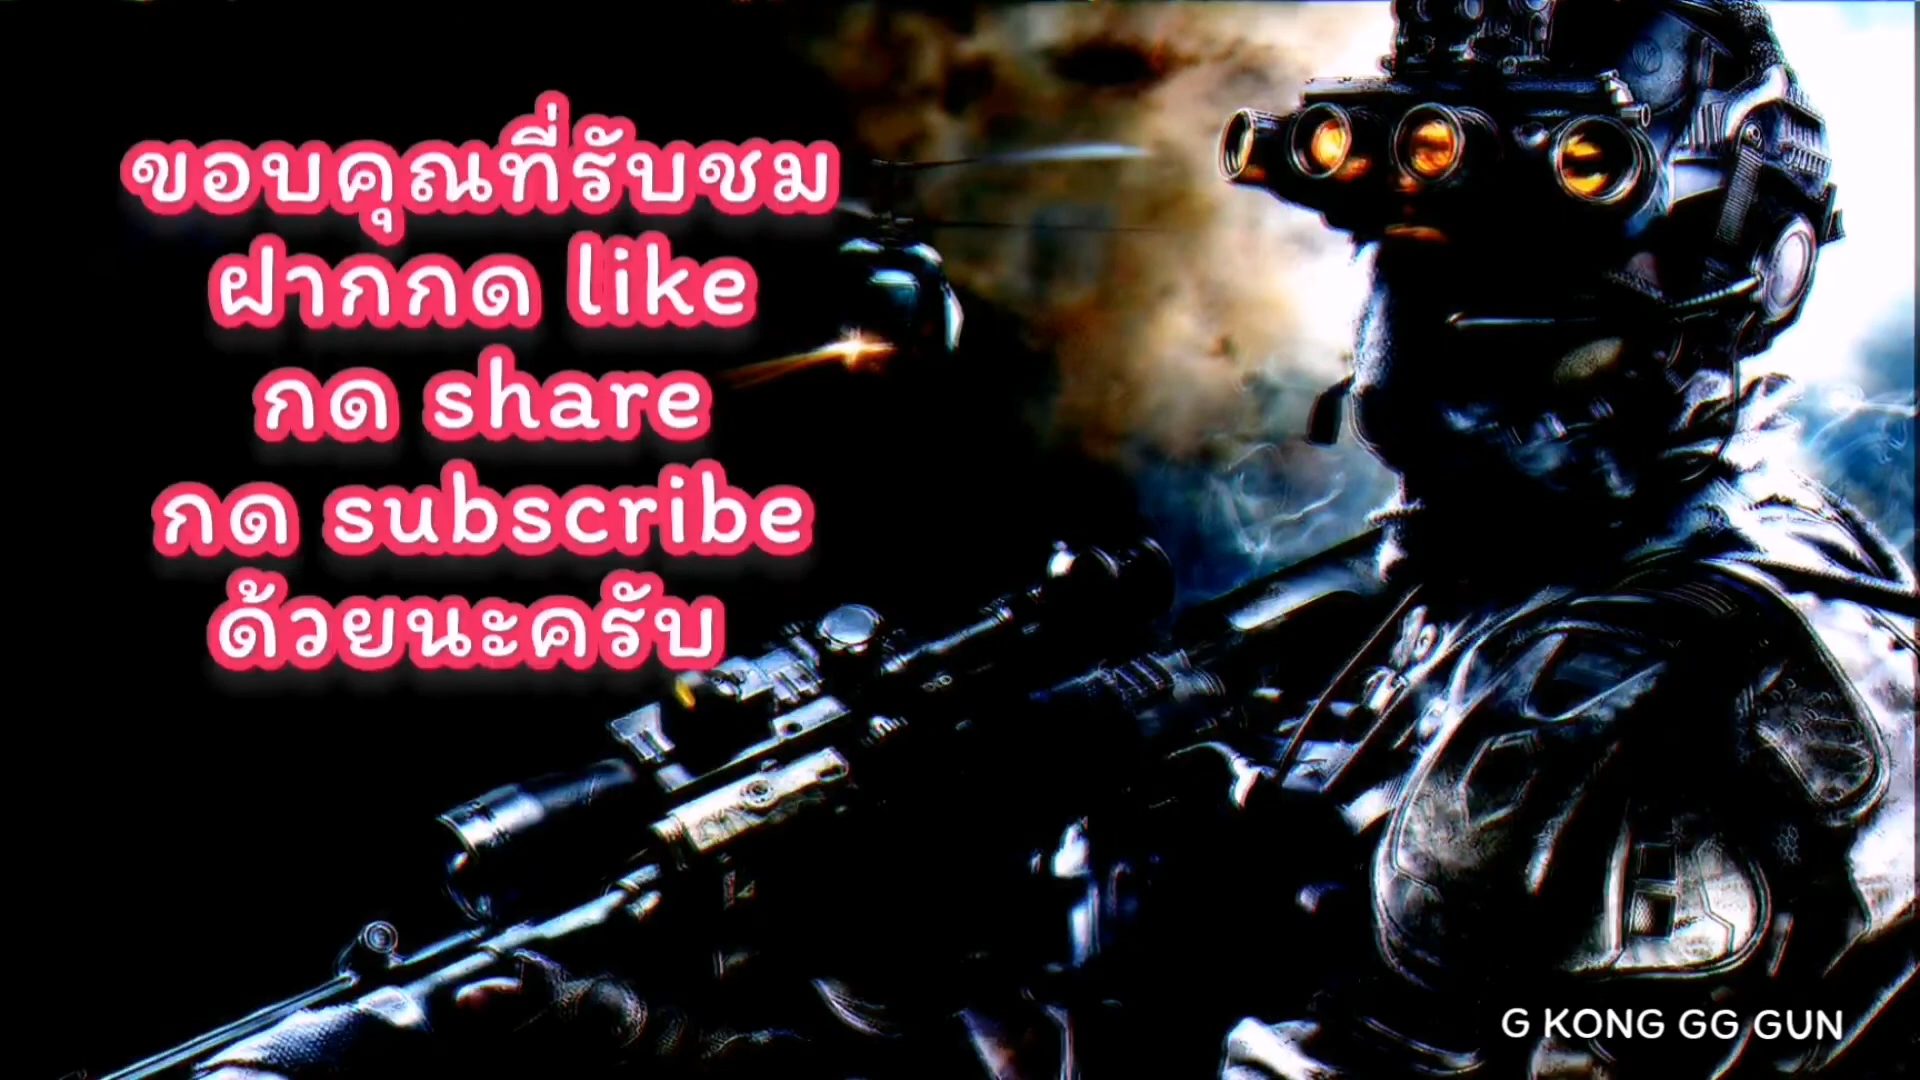 ขอบคุณที่รับชม
ฝากกด like
กด share
กด subscribe
ด้วยนะครับ
G KONG GG GUN